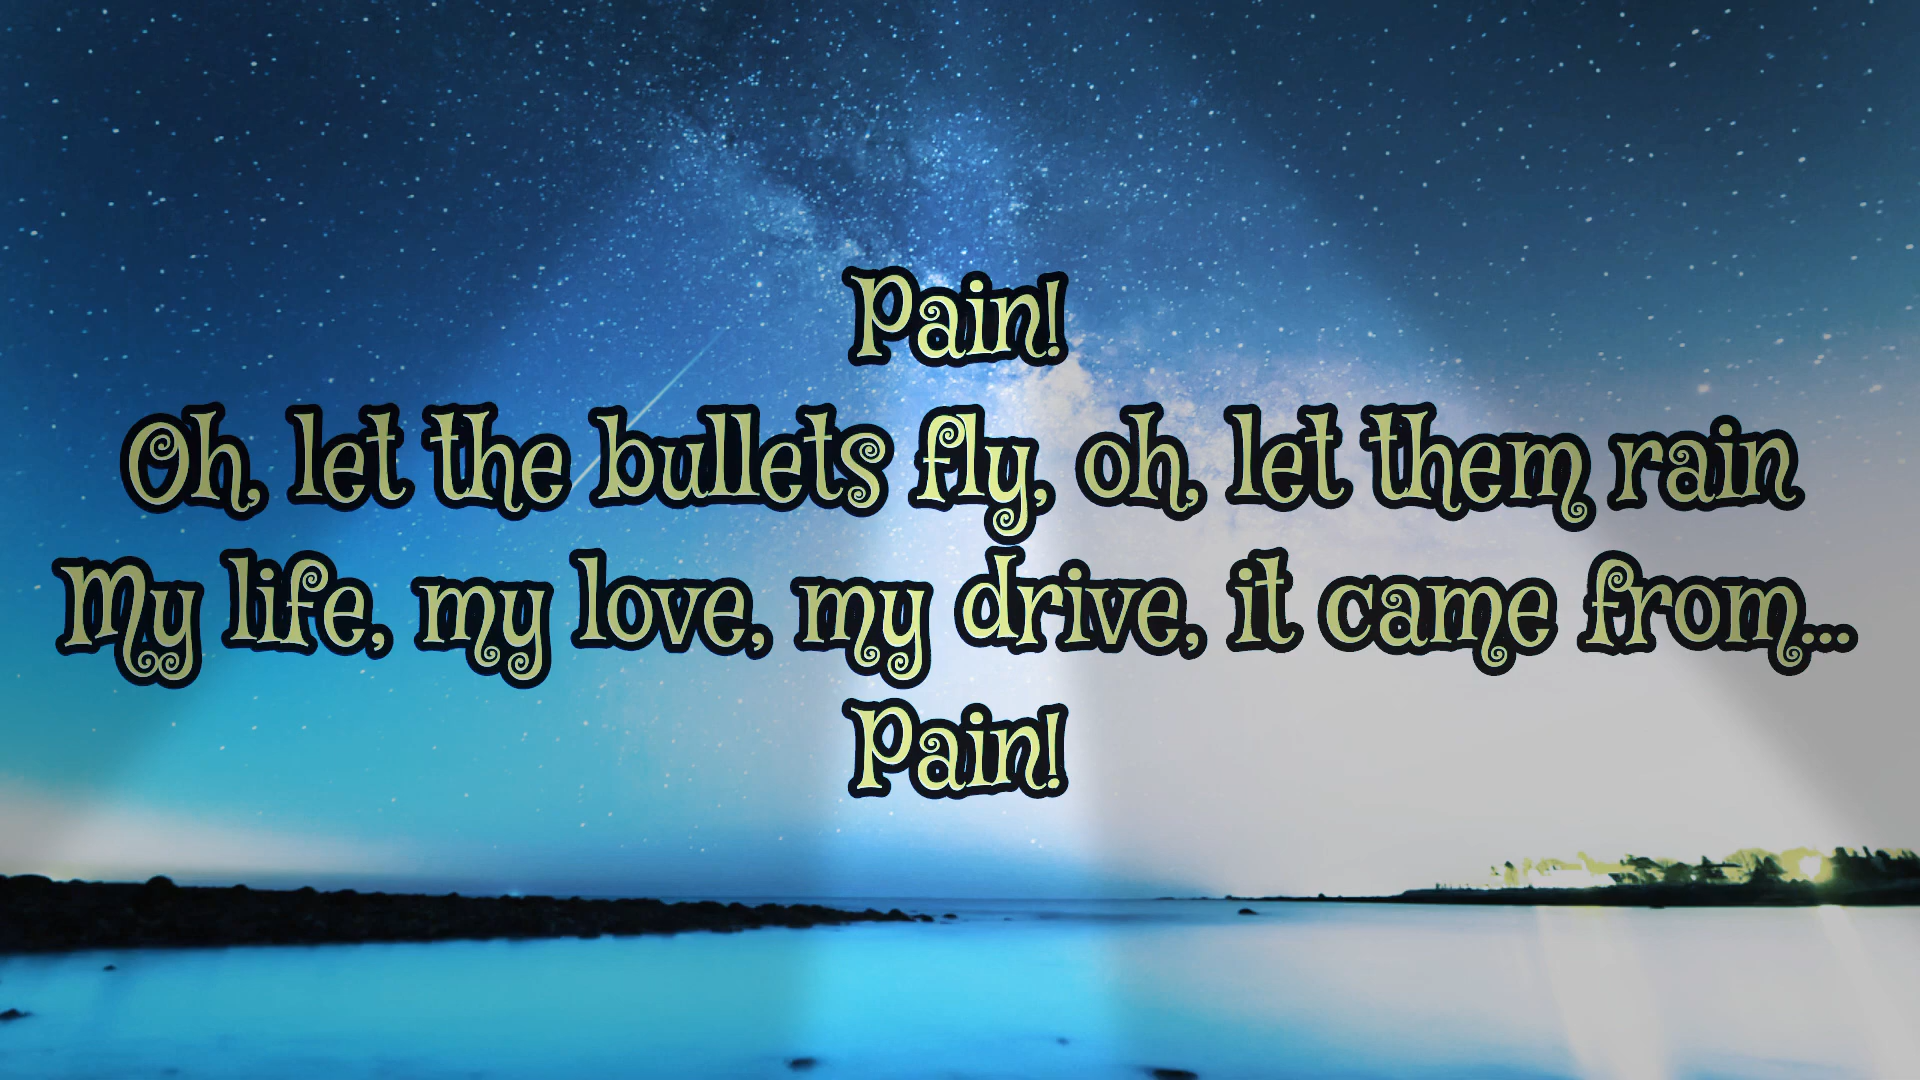 Pain!
Oh, let the bullets fly, oh, let them rain
My life, my love, my drive, it came from...
Pain!